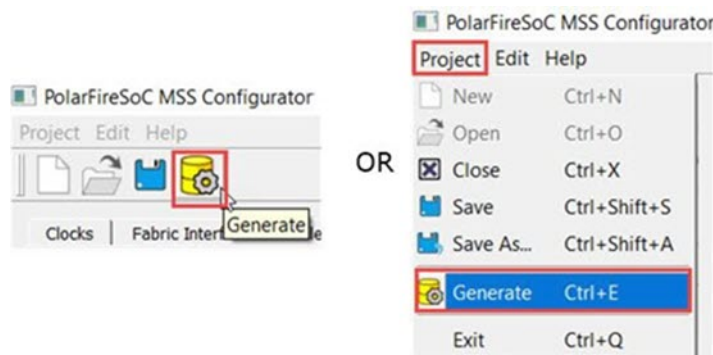 PolarFireSoC MSS Configurator
Project Edit Help
Generate
Clocks | Fabric Inter
OR
PolarFireSoC MSS Configurator
Project Edit Help
New Ctrl+N
Open Ctrl+O
Close Ctrl+X
Save Ctrl+Shift+S
Save As... Ctrl+Shift+A
Generate Ctrl+E
Exit Ctrl+Q